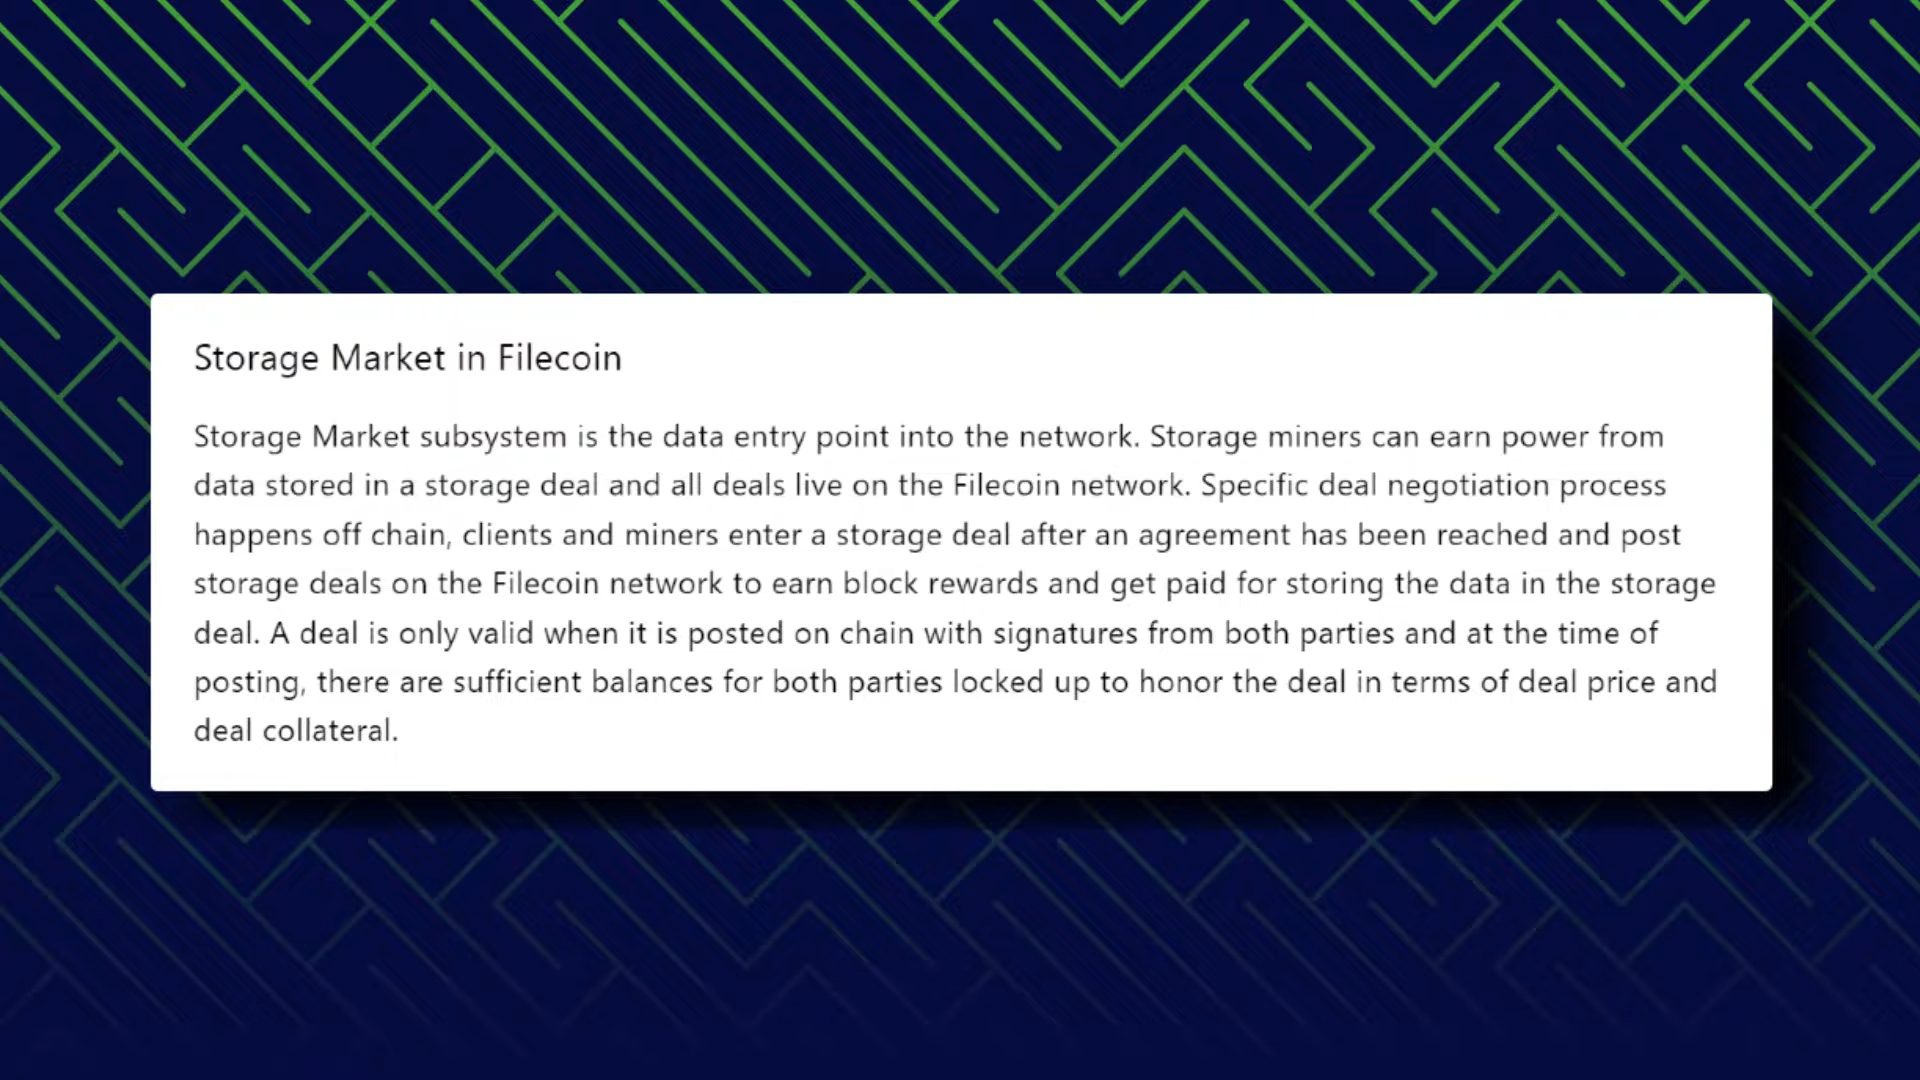 Storage Market in Filecoin
Storage Market subsystem is the data entry point into the network. Storage miners can earn power from
data stored in a storage deal and all deals live on the Filecoin network. Specific deal negotiation process
happens off chain, clients and miners enter a storage deal after an agreement has been reached and post
storage deals on the Filecoin network to earn block rewards and get paid for storing the data in the storage
deal. A deal is only valid when it is posted on chain with signatures from both parties and at the time of
posting, there are sufficient balances for both parties locked up to honor the deal in terms of deal price and
deal collateral.